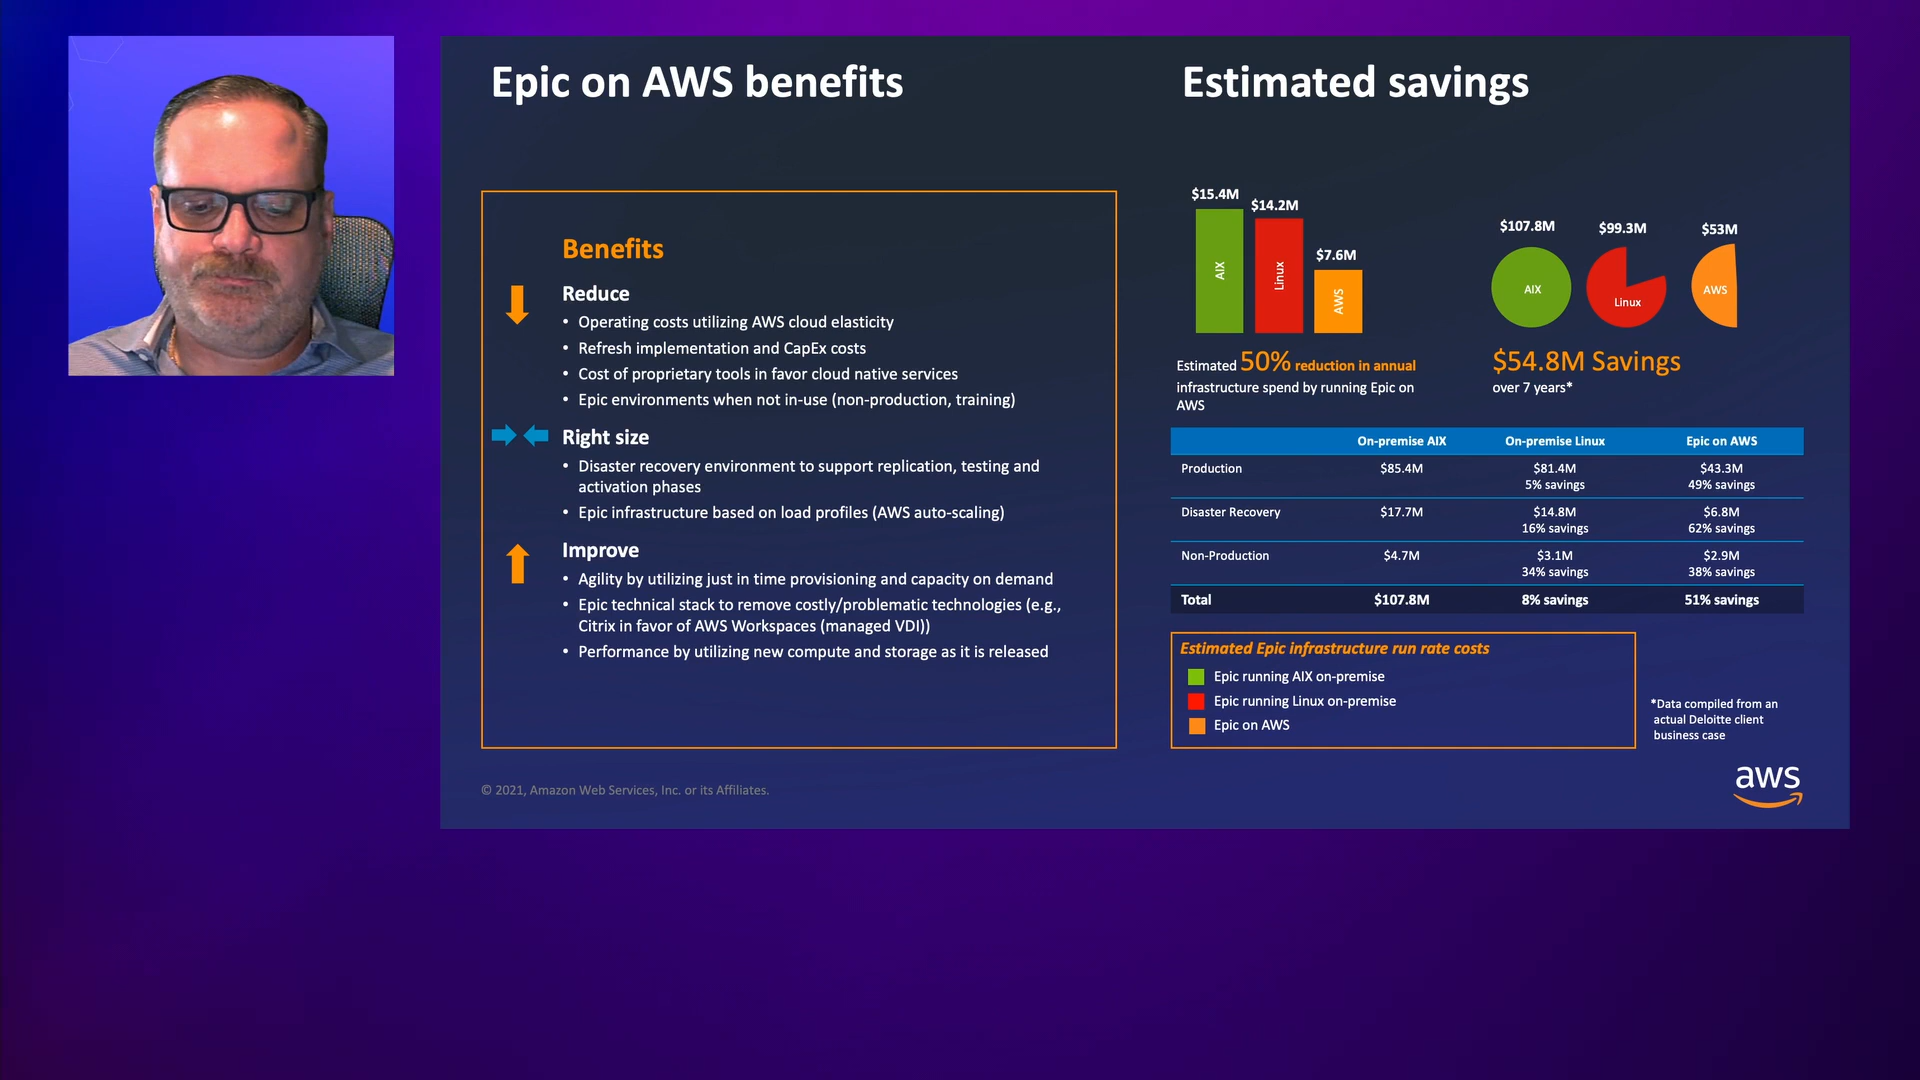 Epic on AWS benefits
Benefits
Reduce
• Operating costs utilizing AWS cloud elasticity
• Refresh implementation and CapEx costs
• Cost of proprietary tools in favor cloud native services
• Epic environments when not in-use (non-production, training)
Right size
• Disaster recovery environment to support replication, testing and
activation phases
• Epic infrastructure based on load profiles (AWS auto-scaling)
Improve
• Agility by utilizing just in time provisioning and capacity on demand
• Epic technical stack to remove costly/problematic technologies (e.g.,
Citrix in favor of AWS Workspaces (managed VDI))
• Performance by utilizing new compute and storage as it is released
© 2021, Amazon Web Services, Inc. or its Affiliates.
Estimated savings
$15.4M $14.2M $7.6M
AIX Linux AWS
Estimated 50% reduction in annual
infrastructure spend by running Epic on
AWS
$107.8M $99.3M $53M
AIX Linux AWS
$54.8M Savings
over 7 years*
On-premise AIX On-premise Linux Epic on AWS
Production $85.4M $81.4M $43.3M
5% savings 49% savings
Disaster Recovery $17.7M $14.8M $6.8M
16% savings 62% savings
Non-Production $4.7M $3.1M $2.9M
34% savings 38% savings
Total $107.8M 8% savings 51% savings
Estimated Epic infrastructure run rate costs
Epic running AIX on-premise
Epic running Linux on-premise
Epic on AWS
*Data compiled from an
actual Deloitte client
business case
aws